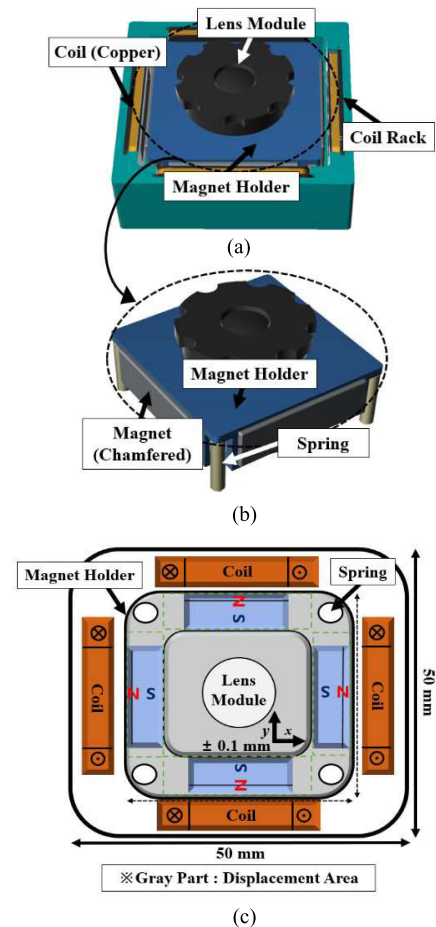 Lens Module
Coil (Copper)
Coil Rack
Magnet Holder
(a)
Magnet Holder
Magnet
(Chamfered)
Spring
(b)
Magnet Holder
Coil
Spring
N
S
Coil
N S
Lens
Module
S N
Coil
y x
± 0.1 mm
S
N
Coil
50 mm
50 mm
※Gray Part : Displacement Area
(c)